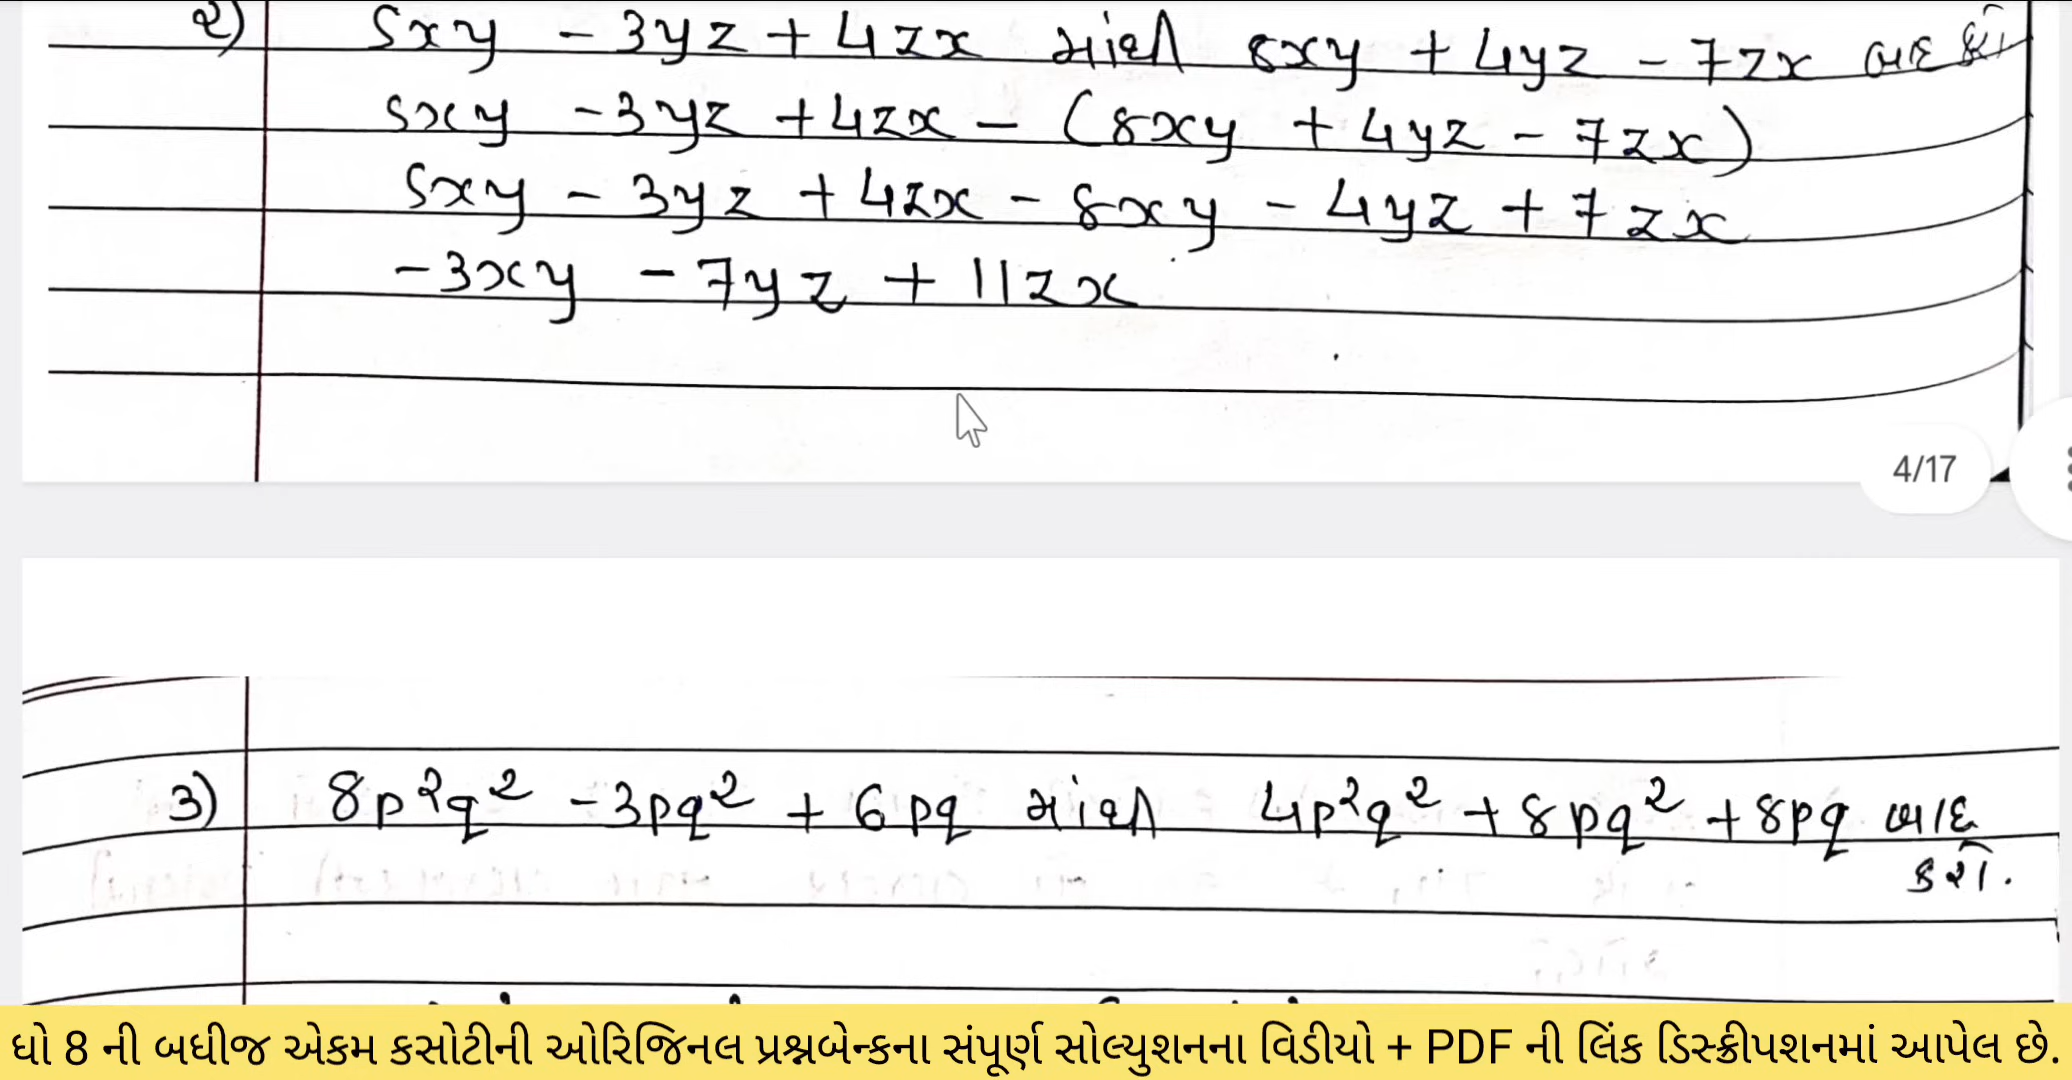 ૨) 5xy - 3yz + 4zx માંથી 8xy + 4yz - 7zx બાદ કરો
5xy - 3yz + 4zx - (8xy + 4yz - 7zx)
5xy - 3yz + 4zx - 8xy - 4yz + 7zx
-3xy - 7yz + 11zx
4/17
3) 8p²q² - 3pq² + 6pq માંથી 4p²q² + 8pq² + 8pq બાદ
કરો.
ધો 8 ની બધીજ એકમ કસોટીની ઓરિજિનલ પ્રશ્નબેન્કના સંપૂર્ણ સોલ્યુશનના વિડીયો + PDF ની લિંક ડિસ્ક્રીપશનમાં આપેલ છે.